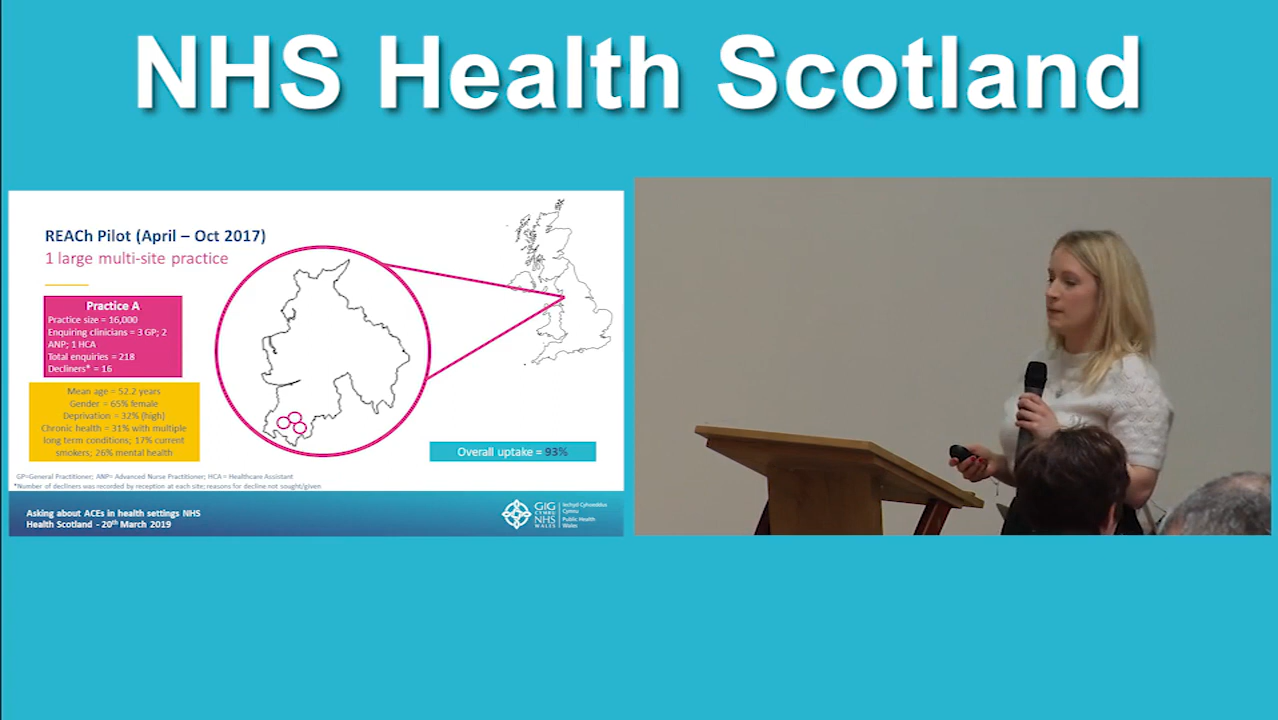 NHS Health Scotland
REACh Pilot (April – Oct 2017)
1 large multi-site practice
Practice A
Practice size = 16,000
Enquiring clinicians = 3 GP; 2
ANP; 1 HCA
Total enquiries = 218
Decliners* = 16
Mean age = 52.2 years
Gender = 65% female
Deprivation = 32% (high)
Chronic health = 31% with multiple
long term conditions; 17% current
smokers; 26% mental health
Overall uptake = 93%
GP=General Practitioner; ANP= Advanced Nurse Practitioner; HCA = Healthcare Assistant
*Number of decliners was recorded by reception at each site; reasons for decline not sought/given
Asking about ACEs in health settings NHS
Health Scotland - 20th March 2019
GIG
CYMRU
NHS
WALES
Iechyd Cyhoeddus
Cymru
Public Health
Wales